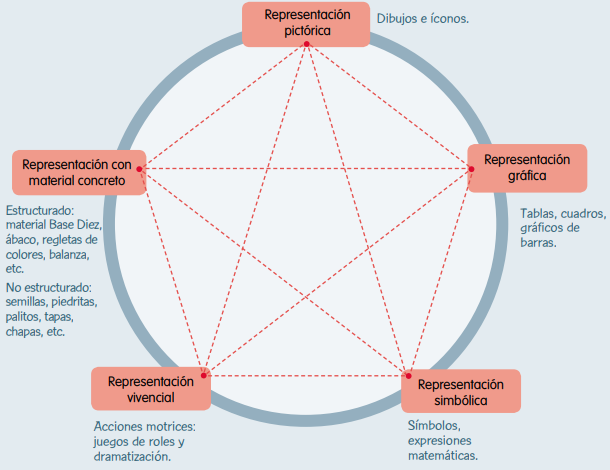 Representación
pictórica
Dibujos e íconos.
Representación con
material concreto
Estructurado:
material Base Diez,
ábaco, regletas de
colores, balanza,
etc.
No estructurado:
semillas, piedritas,
palitos, tapas,
chapas, etc.
Representación
gráfica
Tablas, cuadros,
gráficos de
barras.
Representación
vivencial
Acciones motrices:
juegos de roles y
dramatización.
Representación
simbólica
Símbolos,
expresiones
matemáticas.